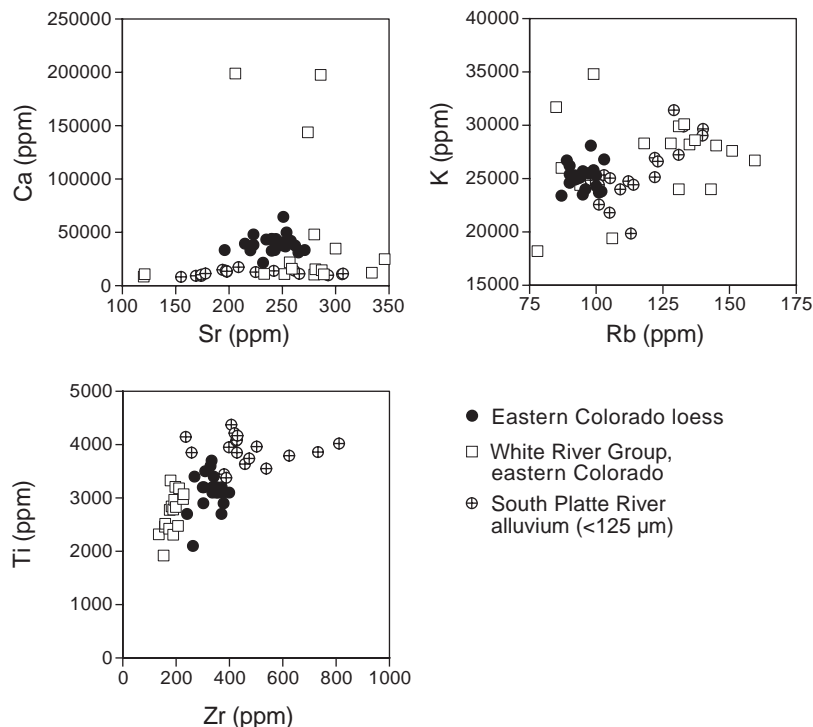 250000
200000
150000
100000
50000
0
Ca (ppm)
100 150 200 250 300 350
Sr (ppm)
40000
35000
30000
25000
20000
15000
K (ppm)
75 100 125 150 175
Rb (ppm)
5000
4000
3000
2000
1000
0
Ti (ppm)
0 200 400 600 800 1000
Zr (ppm)
Eastern Colorado loess
White River Group,
eastern Colorado
South Platte River
alluvium (<125 µm)